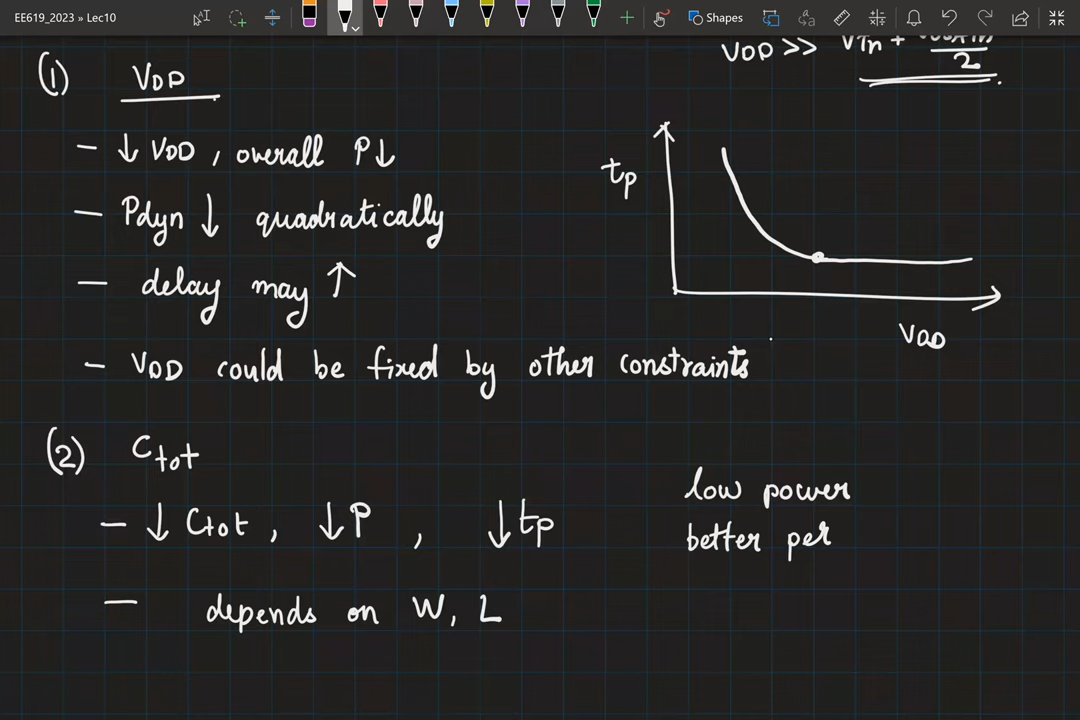 EE619_2023 » Lec10
Shapes
VDD >> VTn +
2
(1) VDD
- ↓ VDD , overall P↓
- Pdyn ↓ quadratically
- delay may ↑
- VDD could be fixed by other constraints
tp
VDD
(2) Ctot
- ↓ Ctot , ↓P , ↓tp
- depends on W, L
low power
better per